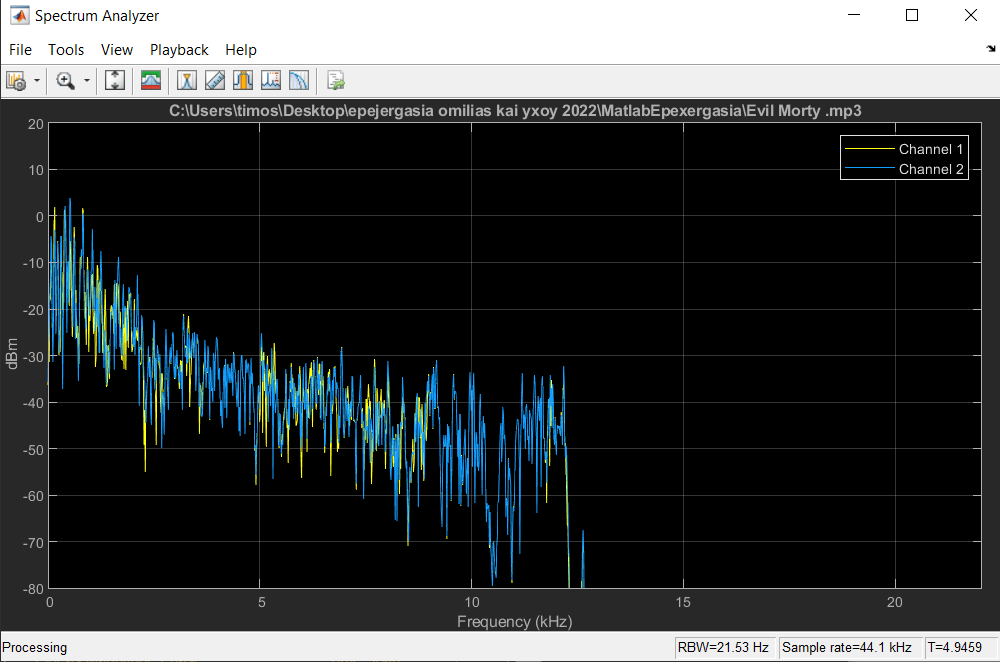 Spectrum Analyzer
File Tools View Playback Help
C:\Users\timos\Desktop\epejergasia omilias kai yxoy 2022\MatlabEpexergasia\Evil Morty .mp3
Channel 1
Channel 2
20
10
0
-10
-20
-30
-40
-50
-60
-70
-80
dBm
0 5 10 15 20
Frequency (kHz)
Processing RBW=21.53 Hz Sample rate=44.1 kHz T=4.9459